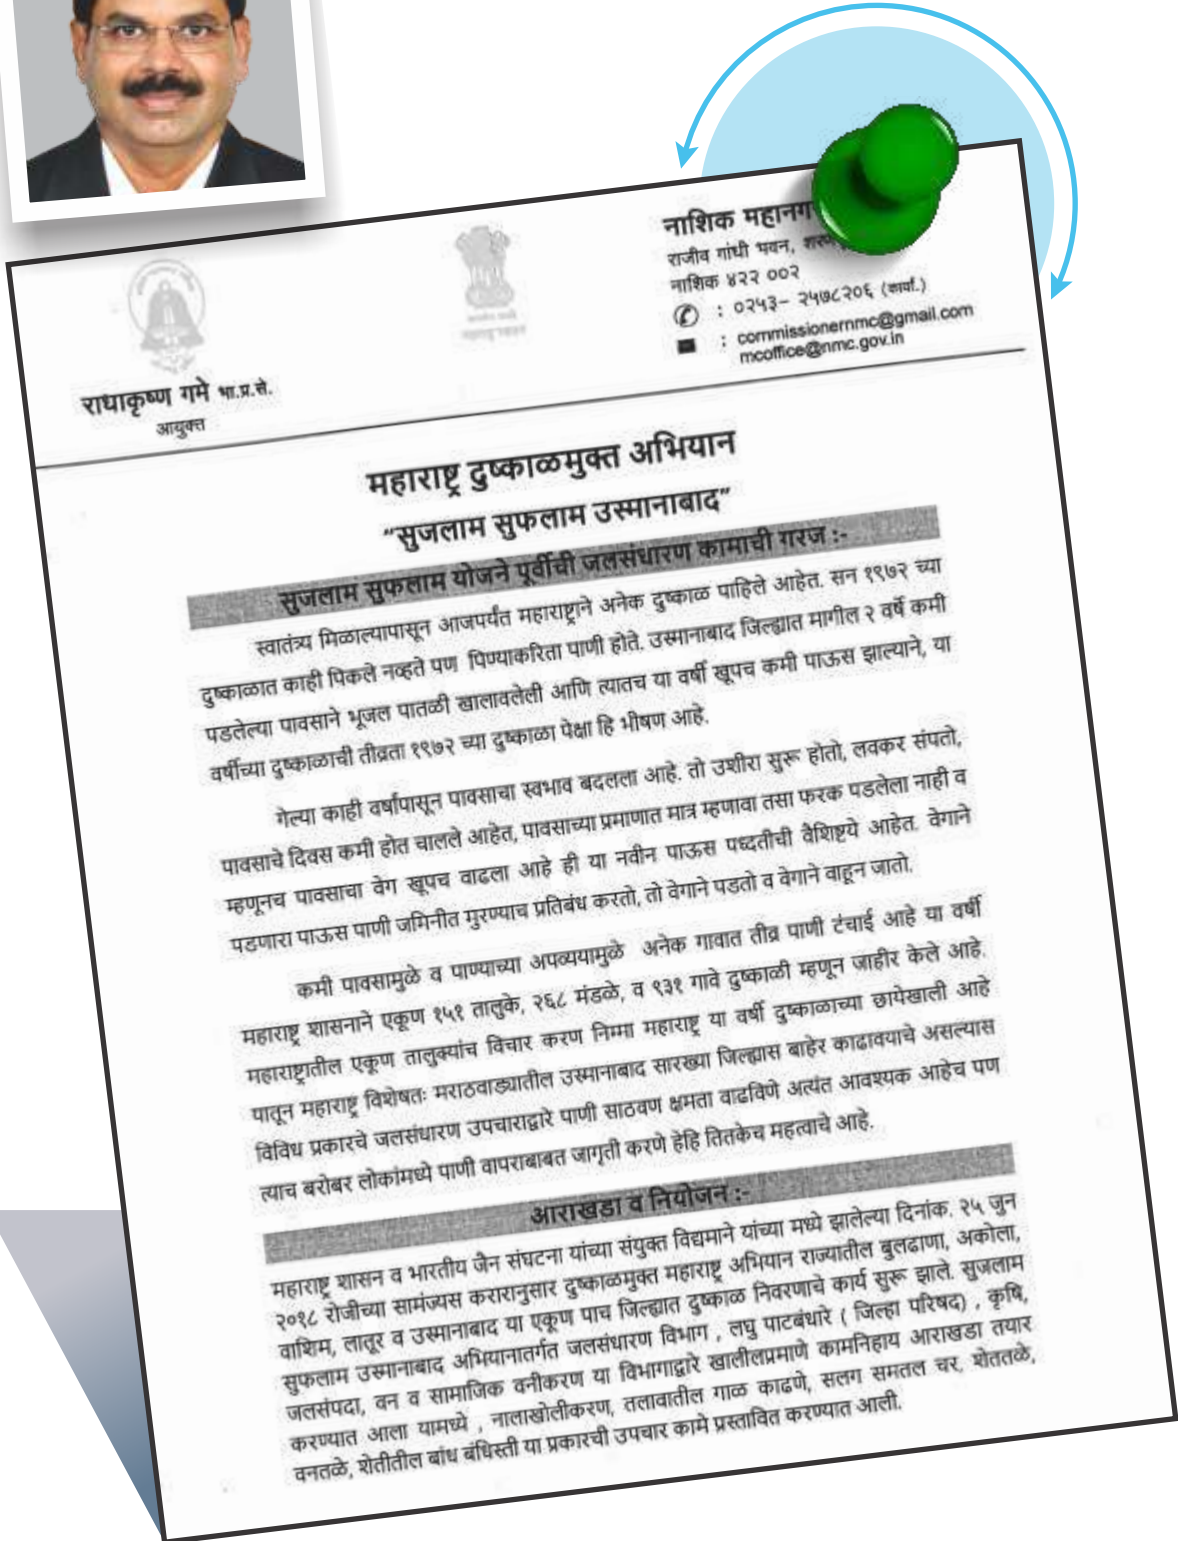 नाशिक महानग
राजीव गांधी भवन,
नाशिक ४२२ ००२
: ०२५३– २५७८२०६ (कार्या.)
: commissionernmc@gmail.com
mcoffice@nmc.gov.in
राधाकृष्ण गमे भा.प्र.से.
आयुक्त
महाराष्ट्र दुष्काळमुक्त अभियान
“सुजलाम सुफलाम उस्मानाबाद”
सुजलाम सुफलाम योजने पूर्वीची जलसंधारण कामाची गरज :-
स्वातंत्र्य मिळाल्यापासून आजपर्यंत महाराष्ट्राने अनेक दुष्काळ पाहिले आहेत. सन १९७२ च्या
दुष्काळात काही पिकले नव्हते पण पिण्याकरिता पाणी होते. उस्मानाबाद जिल्ह्यात मागील २ वर्षे कमी
पडलेल्या पावसाने भूजल पातळी खालावलेली आणि त्यातच या वर्षी खूपच कमी पाऊस झाल्याने, या
वर्षीच्या दुष्काळाची तीव्रता १९७२ च्या दुष्काळा पेक्षा हि भीषण आहे.
गेल्या काही वर्षांपासून पावसाचा स्वभाव बदलला आहे. तो उशीरा सुरू होतो, लवकर संपतो,
पावसाचे दिवस कमी होत चालले आहेत, पावसाच्या प्रमाणात मात्र म्हणावा तसा फरक पडलेला नाही व
म्हणूनच पावसाचा वेग खूपच वाढला आहे ही या नवीन पाऊस पध्दतीची वैशिष्टये आहेत. वेगाने
पडणारा पाऊस पाणी जमिनीत मुरण्याच प्रतिबंध करतो, तो वेगाने पडतो व वेगाने वाहून जातो.
कमी पावसामुळे व पाण्याच्या अपव्ययामुळे अनेक गावात तीव्र पाणी टंचाई आहे या वर्षी
महाराष्ट्र शासनाने एकूण १५१ तालुके, २६८ मंडळे, व ९३१ गावे दुष्काळी म्हणून जाहीर केले आहे.
महाराष्ट्रातील एकूण तालुक्यांच विचार करण निम्मा महाराष्ट्र या वर्षी दुष्काळाच्या छायेखाली आहे
यातून महाराष्ट्र विशेषतः मराठवाड्यातील उस्मानाबाद सारख्या जिल्ह्यास बाहेर काढावयाचे असल्यास
विविध प्रकारचे जलसंधारण उपचाराद्वारे पाणी साठवण क्षमता वाढविणे अत्यंत आवश्यक आहेच पण
त्याच बरोबर लोकांमध्ये पाणी वापराबाबत जागृती करणे हेहि तितकेच महत्वाचे आहे.
आराखडा व नियोजन :-
महाराष्ट्र शासन व भारतीय जैन संघटना यांच्या संयुक्त विद्यमाने यांच्या मध्ये झालेल्या दिनांक. २५ जुन
२०१८ रोजीच्या सामंज्यस करारानुसार दुष्काळमुक्त महाराष्ट्र अभियान राज्यातील बुलढाणा, अकोला,
वाशिम, लातूर व उस्मानाबाद या एकूण पाच जिल्ह्यात दुष्काळ निवरणाचे कार्य सुरू झाले. सुजलाम
सुफलाम उस्मानाबाद अभियानातर्गत जलसंधारण विभाग , लघु पाटबंधारे ( जिल्हा परिषद) , कृषि,
जलसंपदा, वन व सामाजिक वनीकरण या विभागाद्वारे खालीलप्रमाणे कामनिहाय आराखडा तयार
करण्यात आला यामध्ये , नालाखोलीकरण, तलावातील गाळ काढणे, सलग समतल चर, शेततळे,
वनतळे, शेतीतील बांध बंधिस्ती या प्रकारची उपचार कामे प्रस्तावित करण्यात आली.